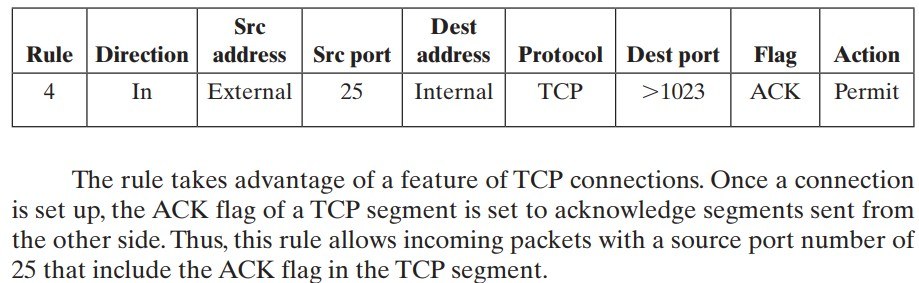 Src Dest
Rule Direction address Src port address Protocol Dest port Flag Action
4 In External 25 Internal TCP >1023 ACK Permit
The rule takes advantage of a feature of TCP connections. Once a connection
is set up, the ACK flag of a TCP segment is set to acknowledge segments sent from
the other side. Thus, this rule allows incoming packets with a source port number of
25 that include the ACK flag in the TCP segment.